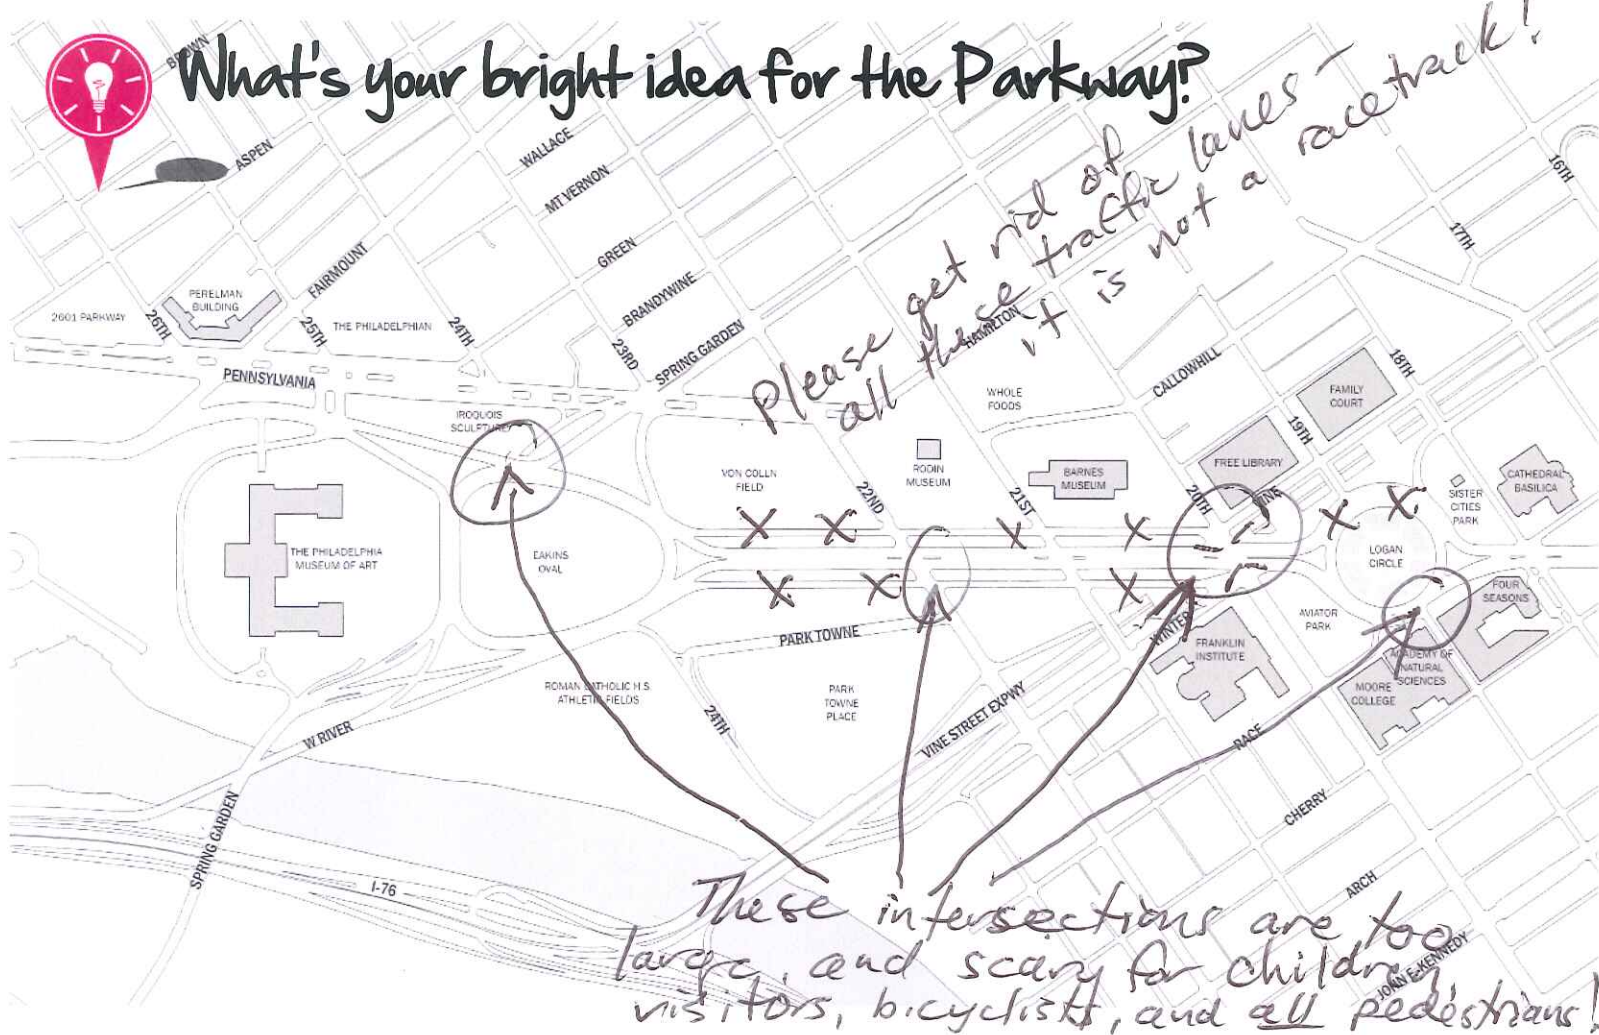 What's your bright idea for the Parkway?
Please get rid of
all these traffic lanes -
it is not a racetrack!
BROWN
ASPEN
WALLACE
MT VERNON
GREEN
BRANDYWINE
SPRING GARDEN
HAMILTON
CALLOWHILL
16TH
17TH
18TH
19TH
PERELMAN
BUILDING
2601 PARKWAY
26TH
FAIRMOUNT
25TH
THE PHILADELPHIAN
24TH
23RD
PENNSYLVANIA
IROQUOIS
SCULPTURE
WHOLE
FOODS
FAMILY
COURT
VON COLLN
FIELD
22ND
RODIN
MUSEUM
21ST
BARNES
MUSEUM
20TH
FREE LIBRARY
VINE
SISTER
CITIES
PARK
CATHEDRAL
BASILICA
THE PHILADELPHIA
MUSEUM OF ART
EAKINS
OVAL
LOGAN
CIRCLE
FOUR
SEASONS
AVIATOR
PARK
PARK TOWNE
WINTER
FRANKLIN
INSTITUTE
ACADEMY OF
NATURAL
SCIENCES
MOORE
COLLEGE
ROMAN CATHOLIC H.S.
ATHLETIC FIELDS
24TH
PARK
TOWNE
PLACE
VINE STREET EXPWY
RACE
W RIVER
SPRING GARDEN
I-76
CHERRY
ARCH
JOHN F. KENNEDY
These intersections are too
large, and scary for children,
visitors, bicyclists, and all pedestrians!